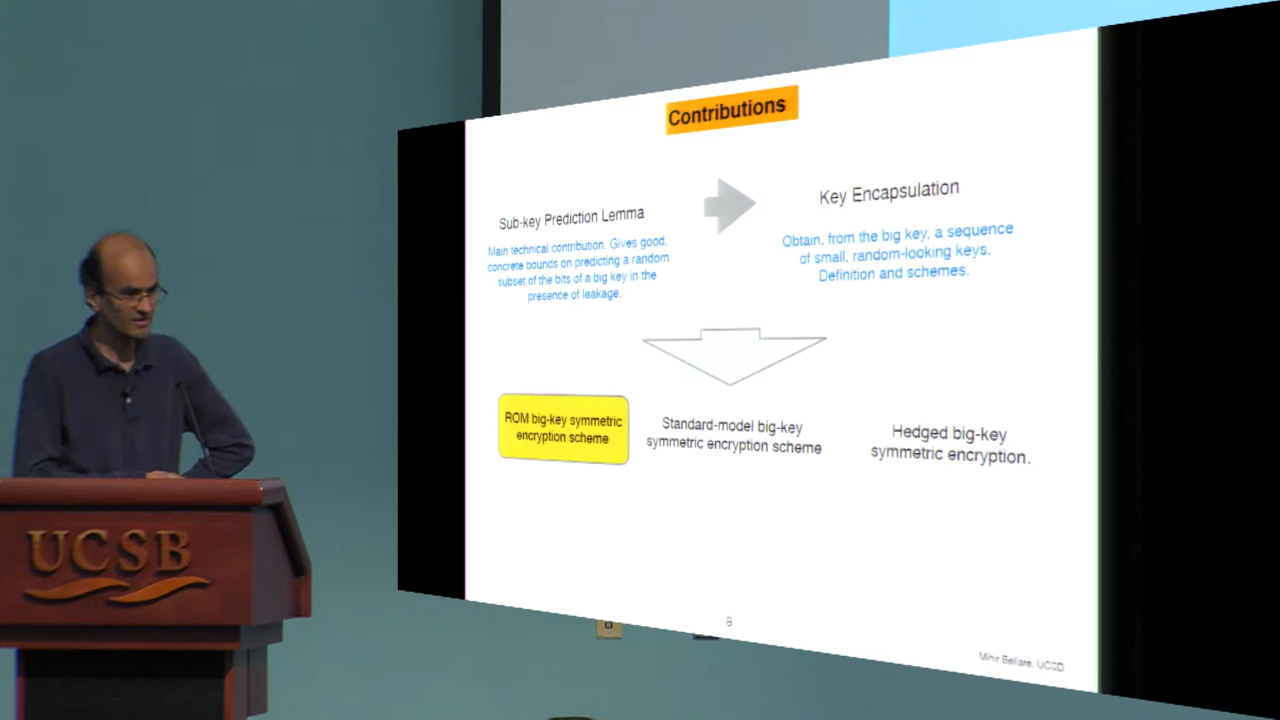 Contributions
Sub-key Prediction Lemma
Main technical contribution. Gives good,
concrete bounds on predicting a random
subset of the bits of a big key in the
presence of leakage.
Key Encapsulation
Obtain, from the big key, a sequence
of small, random-looking keys.
Definition and schemes.
ROM big-key symmetric
encryption scheme
Standard-model big-key
symmetric encryption scheme
Hedged big-key
symmetric encryption.
8
Mihir Bellare, UCSD
UCSB